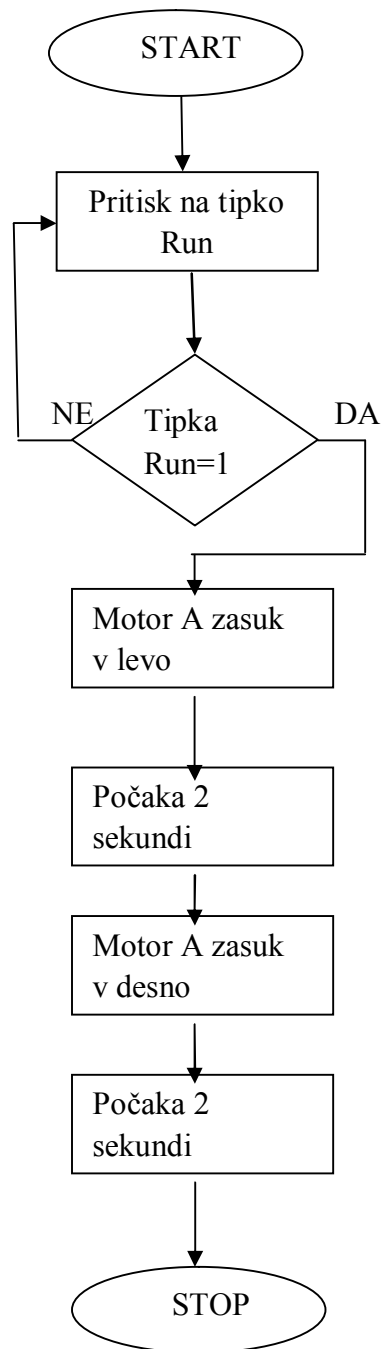 START
Pritisk na tipko
Run
NE
DA
Tipka
Run=1
Motor A zasuk
v levo
Počaka 2
sekundi
Motor A zasuk
v desno
Počaka 2
sekundi
STOP